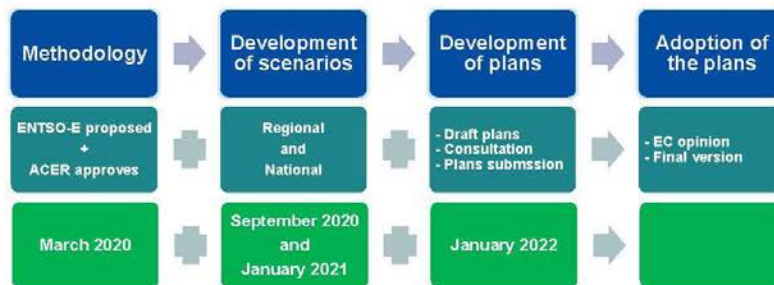 Methodology
Development
of scenarios
Development
of plans
Adoption of
the plans
ENTSO-E proposed
+
ACER approves
Regional
and
National
- Draft plans
- Consultation
- Plans submssion
- EC opinion
- Final version
March 2020
September 2020
and
January 2021
January 2022